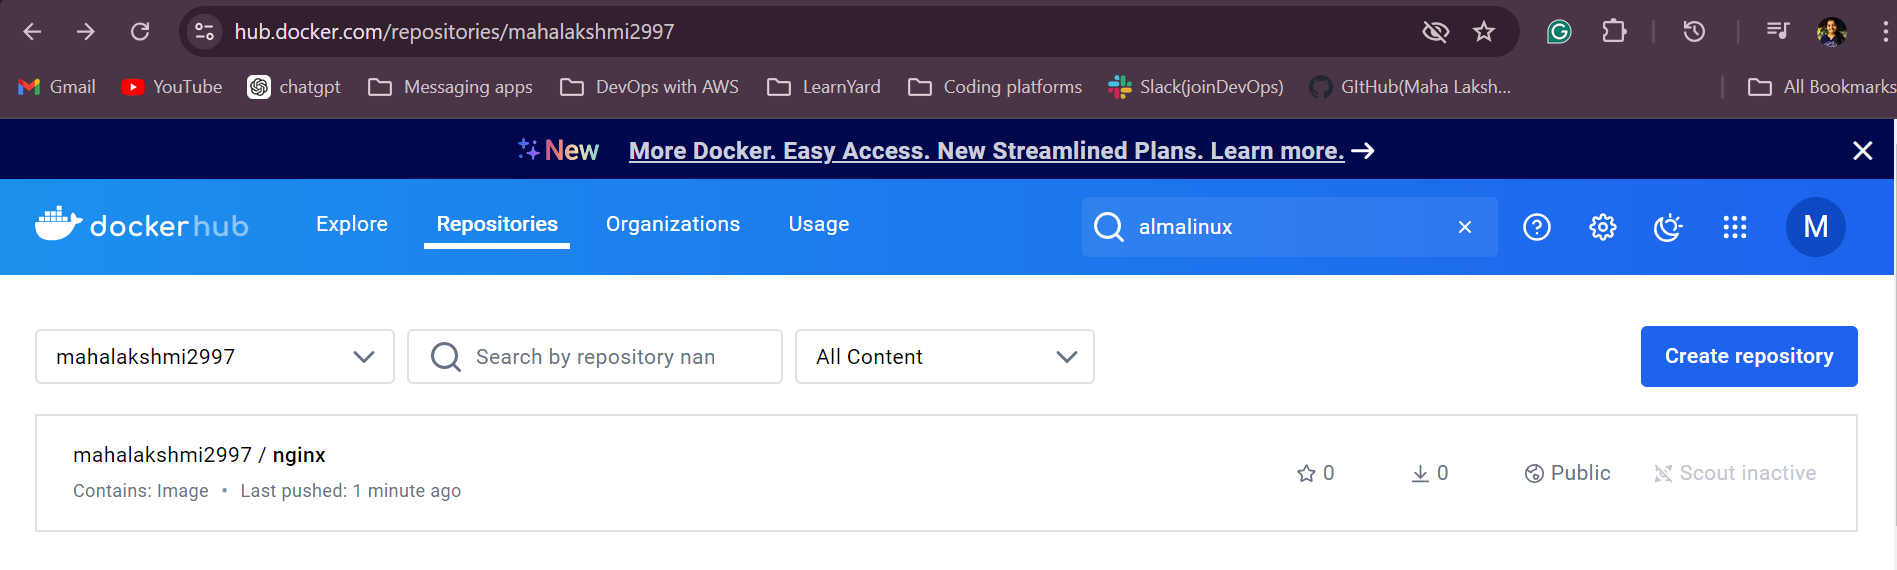 hub.docker.com/repositories/mahalakshmi2997
Gmail YouTube chatgpt Messaging apps DevOps with AWS LearnYard Coding platforms Slack(joinDevOps) GItHub(Maha Laksh... All Bookmarks
New More Docker. Easy Access. New Streamlined Plans. Learn more.
dockerhub Explore Repositories Organizations Usage almalinux M
mahalakshmi2997 Search by repository nan All Content Create repository
mahalakshmi2997 / nginx
0 0 Public Scout inactive
Contains: Image • Last pushed: 1 minute ago